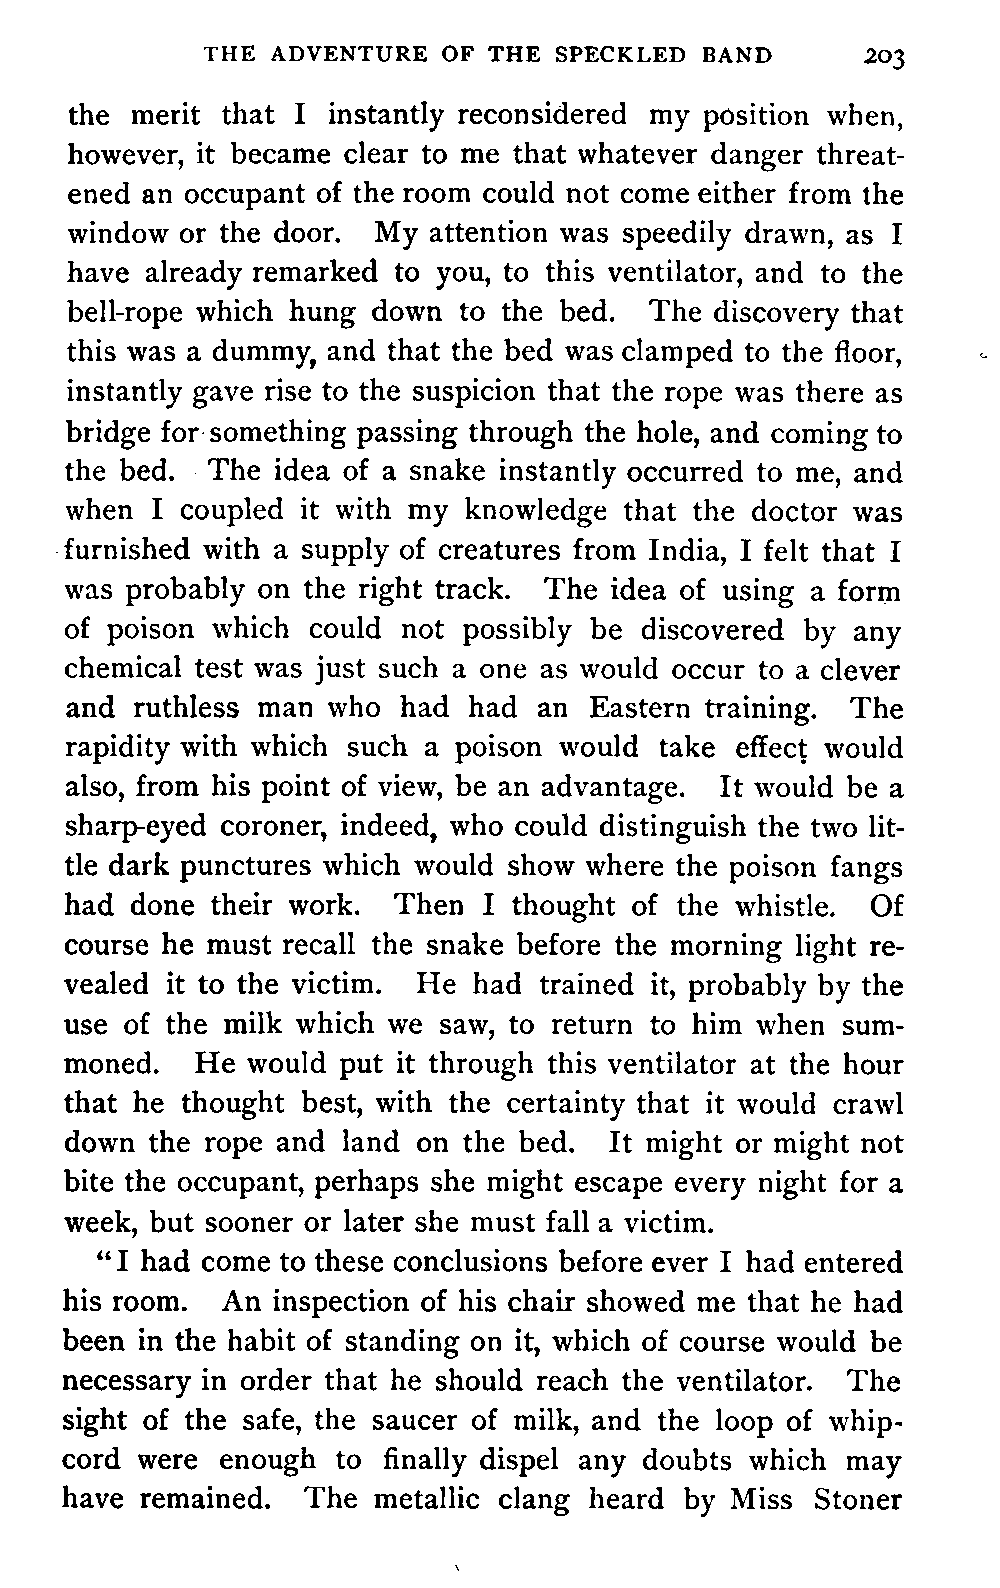 THE ADVENTURE OF THE SPECKLED BAND 203
the merit that I instantly reconsidered my position when,
however, it became clear to me that whatever danger threat-
ened an occupant of the room could not come either from the
window or the door. My attention was speedily drawn, as I
have already remarked to you, to this ventilator, and to the
bell-rope which hung down to the bed. The discovery that
this was a dummy, and that the bed was clamped to the floor,
instantly gave rise to the suspicion that the rope was there as
bridge for something passing through the hole, and coming to
the bed. The idea of a snake instantly occurred to me, and
when I coupled it with my knowledge that the doctor was
furnished with a supply of creatures from India, I felt that I
was probably on the right track. The idea of using a form
of poison which could not possibly be discovered by any
chemical test was just such a one as would occur to a clever
and ruthless man who had had an Eastern training. The
rapidity with which such a poison would take effect would
also, from his point of view, be an advantage. It would be a
sharp-eyed coroner, indeed, who could distinguish the two lit-
tle dark punctures which would show where the poison fangs
had done their work. Then I thought of the whistle. Of
course he must recall the snake before the morning light re-
vealed it to the victim. He had trained it, probably by the
use of the milk which we saw, to return to him when sum-
moned. He would put it through this ventilator at the hour
that he thought best, with the certainty that it would crawl
down the rope and land on the bed. It might or might not
bite the occupant, perhaps she might escape every night for a
week, but sooner or later she must fall a victim.
"I had come to these conclusions before ever I had entered
his room. An inspection of his chair showed me that he had
been in the habit of standing on it, which of course would be
necessary in order that he should reach the ventilator. The
sight of the safe, the saucer of milk, and the loop of whip-
cord were enough to finally dispel any doubts which may
have remained. The metallic clang heard by Miss Stoner